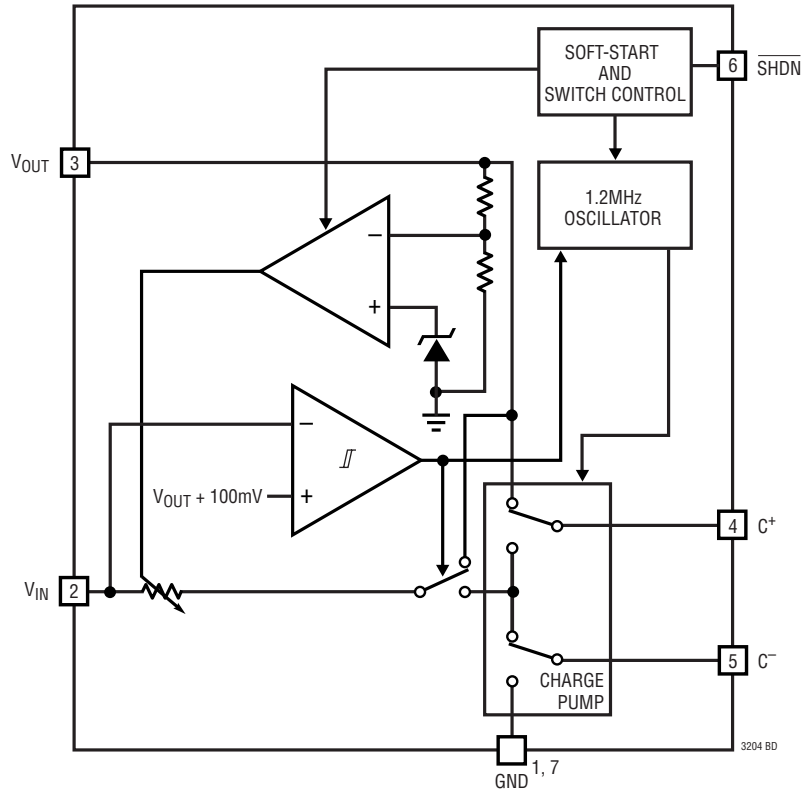 SOFT-START
AND
SWITCH CONTROL
6
SHDN
VOUT
3
1.2MHz
OSCILLATOR
−
+
−
VOUT + 100mV
+
4
C+
VIN
2
5
C−
CHARGE
PUMP
1, 7
GND
3204 BD